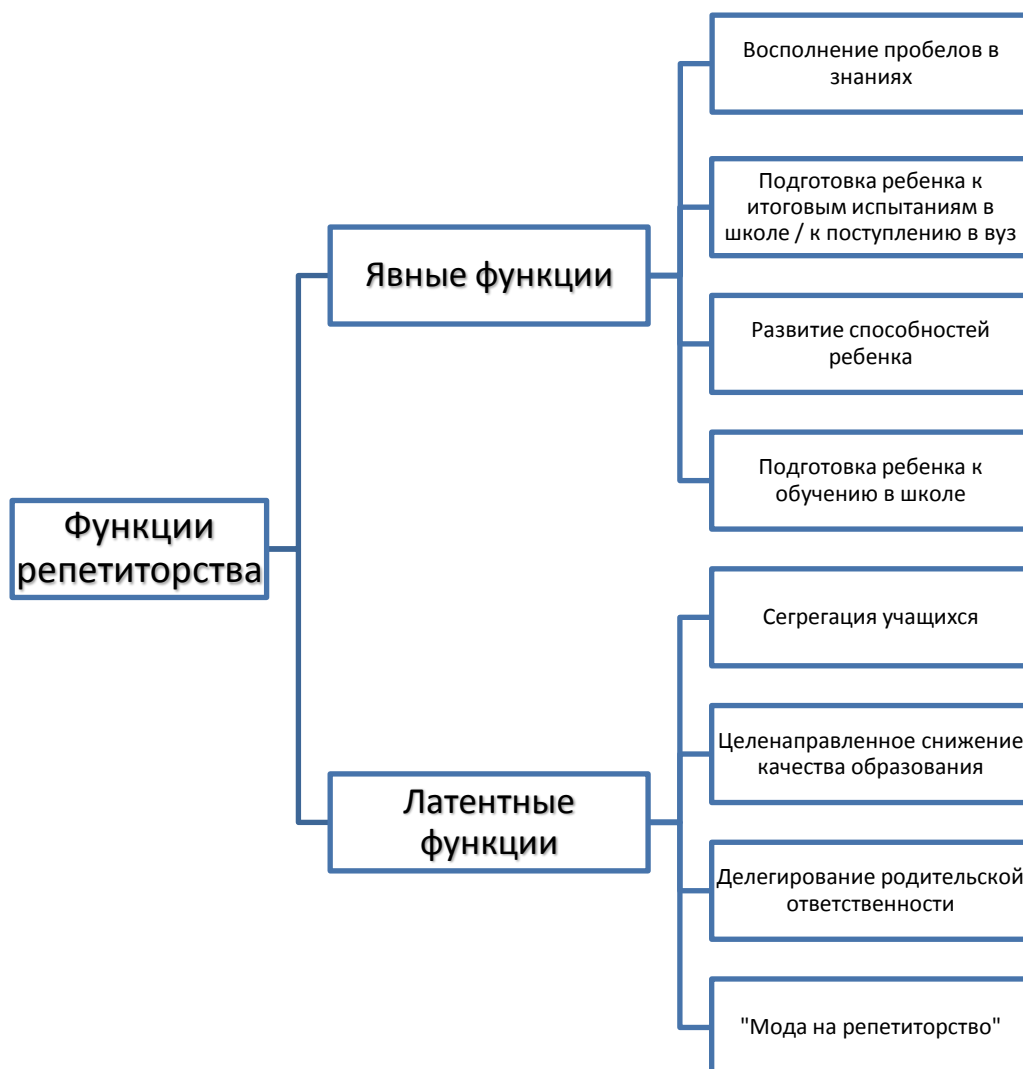 Восполнение пробелов в
знаниях
Подготовка ребенка к
итоговым испытаниям в
школе / к поступлению в вуз
Явные функции
Развитие способностей
ребенка
Подготовка ребенка к
обучению в школе
Функции
репетиторства
Сегрегация учащихся
Целенаправленное снижение
качества образования
Латентные
функции
Делегирование родительской
ответственности
"Мода на репетиторство"